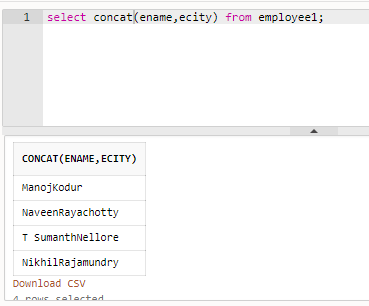 1 select concat(ename,ecity) from employee1;
CONCAT(ENAME,ECITY)
ManojKodur
NaveenRayachotty
T SumanthNellore
NikhilRajamundry
Download CSV
4 rows selected